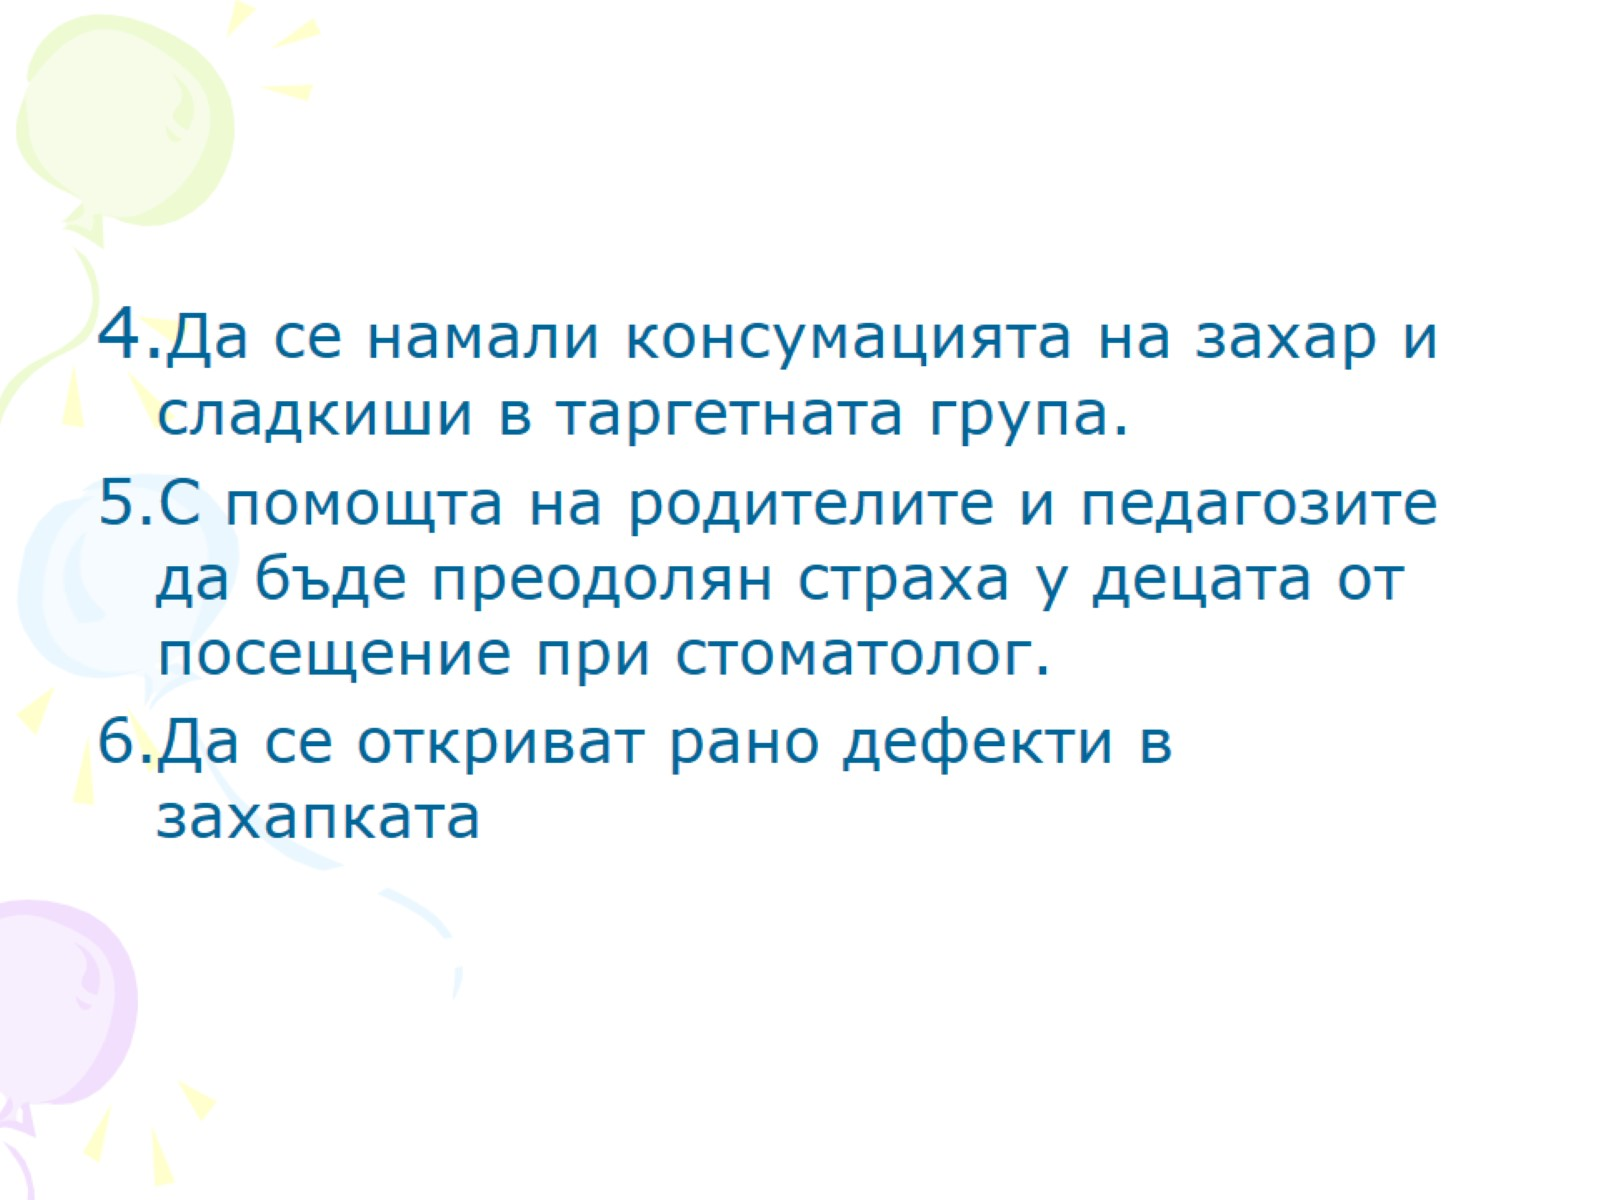 4.Да се намали консумацията на захар и
сладкиши в таргетната група.
5.С помощта на родителите и педагозите
да бъде преодолян страха у децата от
посещение при стоматолог.
6.Да се откриват рано дефекти в
захапката